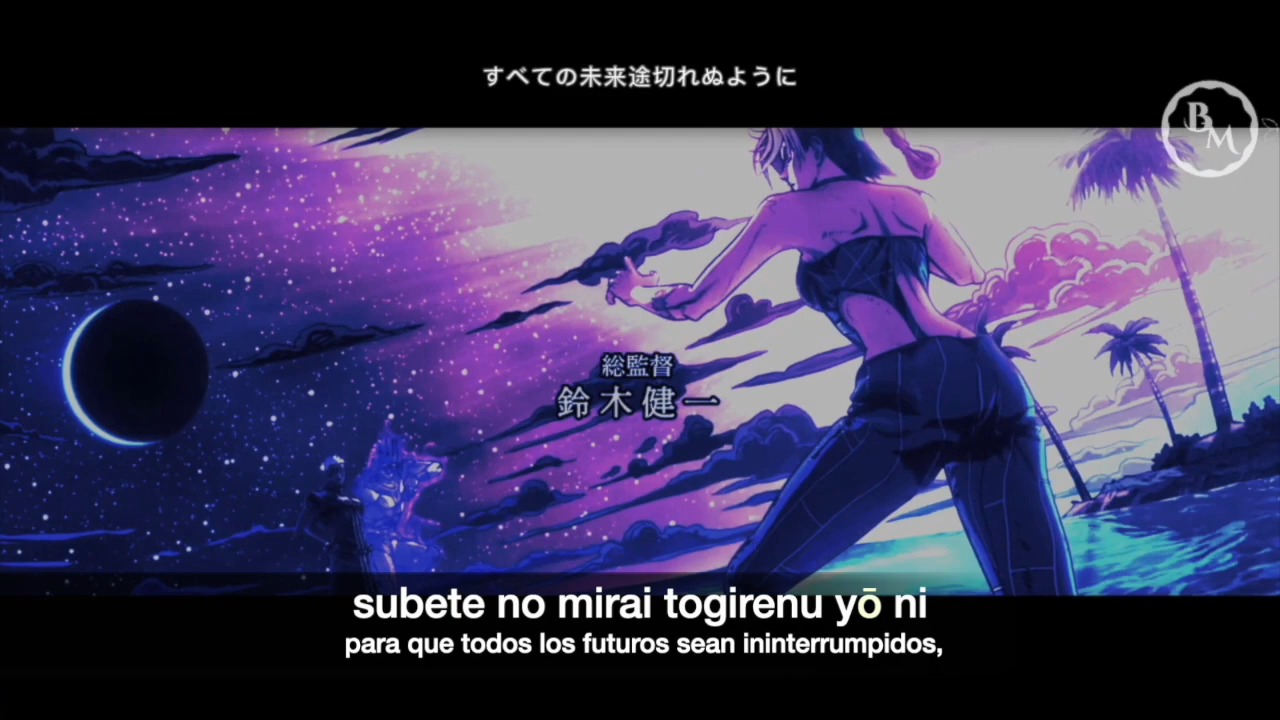 すべての未来途切れぬように
BM
総監督
鈴木健一
subete no mirai togirenu yō ni
para que todos los futuros sean ininterrumpidos,